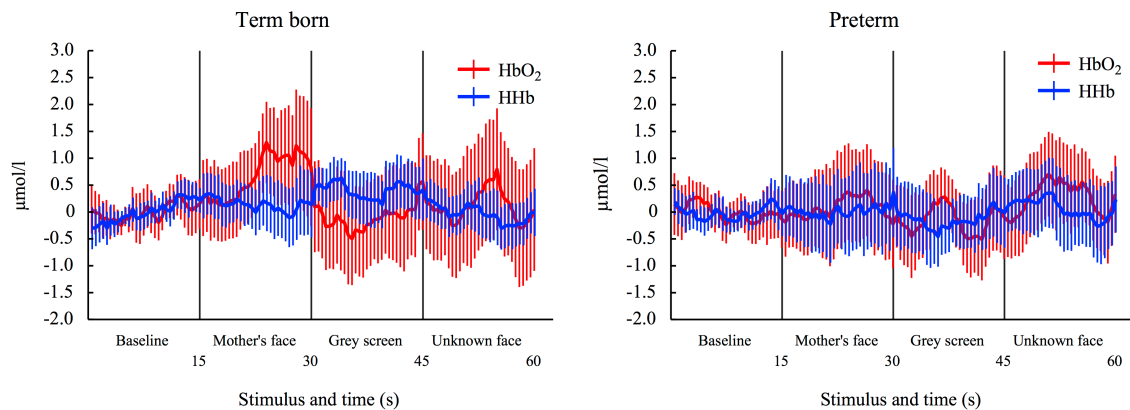 Term born
3.0
2.5
2.0
1.5
1.0
0.5
0
-0.5
-1.0
-1.5
-2.0
µmol/l
HbO₂
HHb
Baseline Mother's face Grey screen Unknown face
15 30 45 60
Stimulus and time (s)
Preterm
3.0
2.5
2.0
1.5
1.0
0.5
0
-0.5
-1.0
-1.5
-2.0
µmol/l
HbO₂
HHb
Baseline Mother's face Grey screen Unknown face
15 30 45 60
Stimulus and time (s)